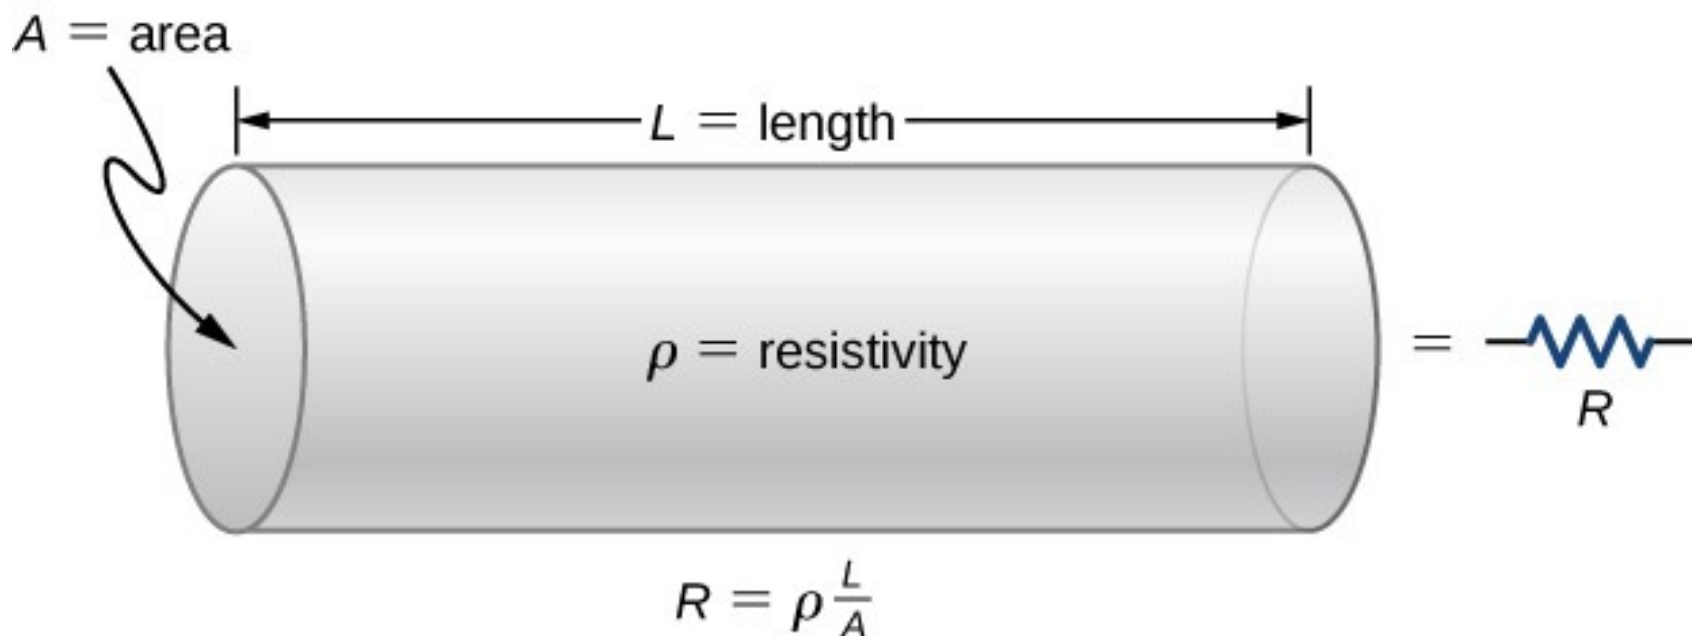 A = area
L = length
ρ = resistivity
=
R
R = ρ L/A